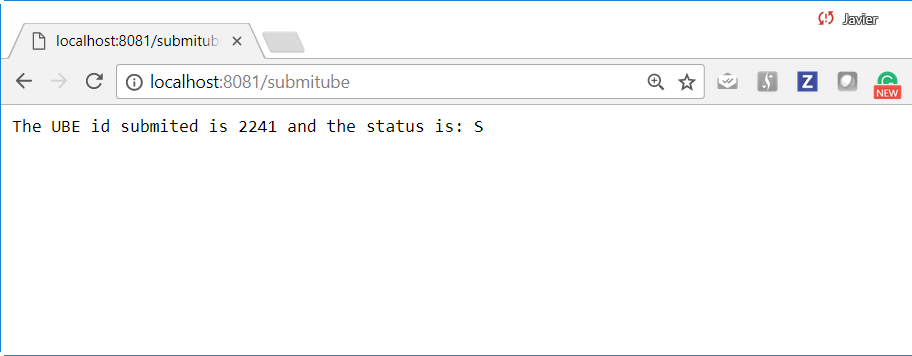 Javier
localhost:8081/submitub
localhost:8081/submitube
Z
NEW
The UBE id submited is 2241 and the status is: S